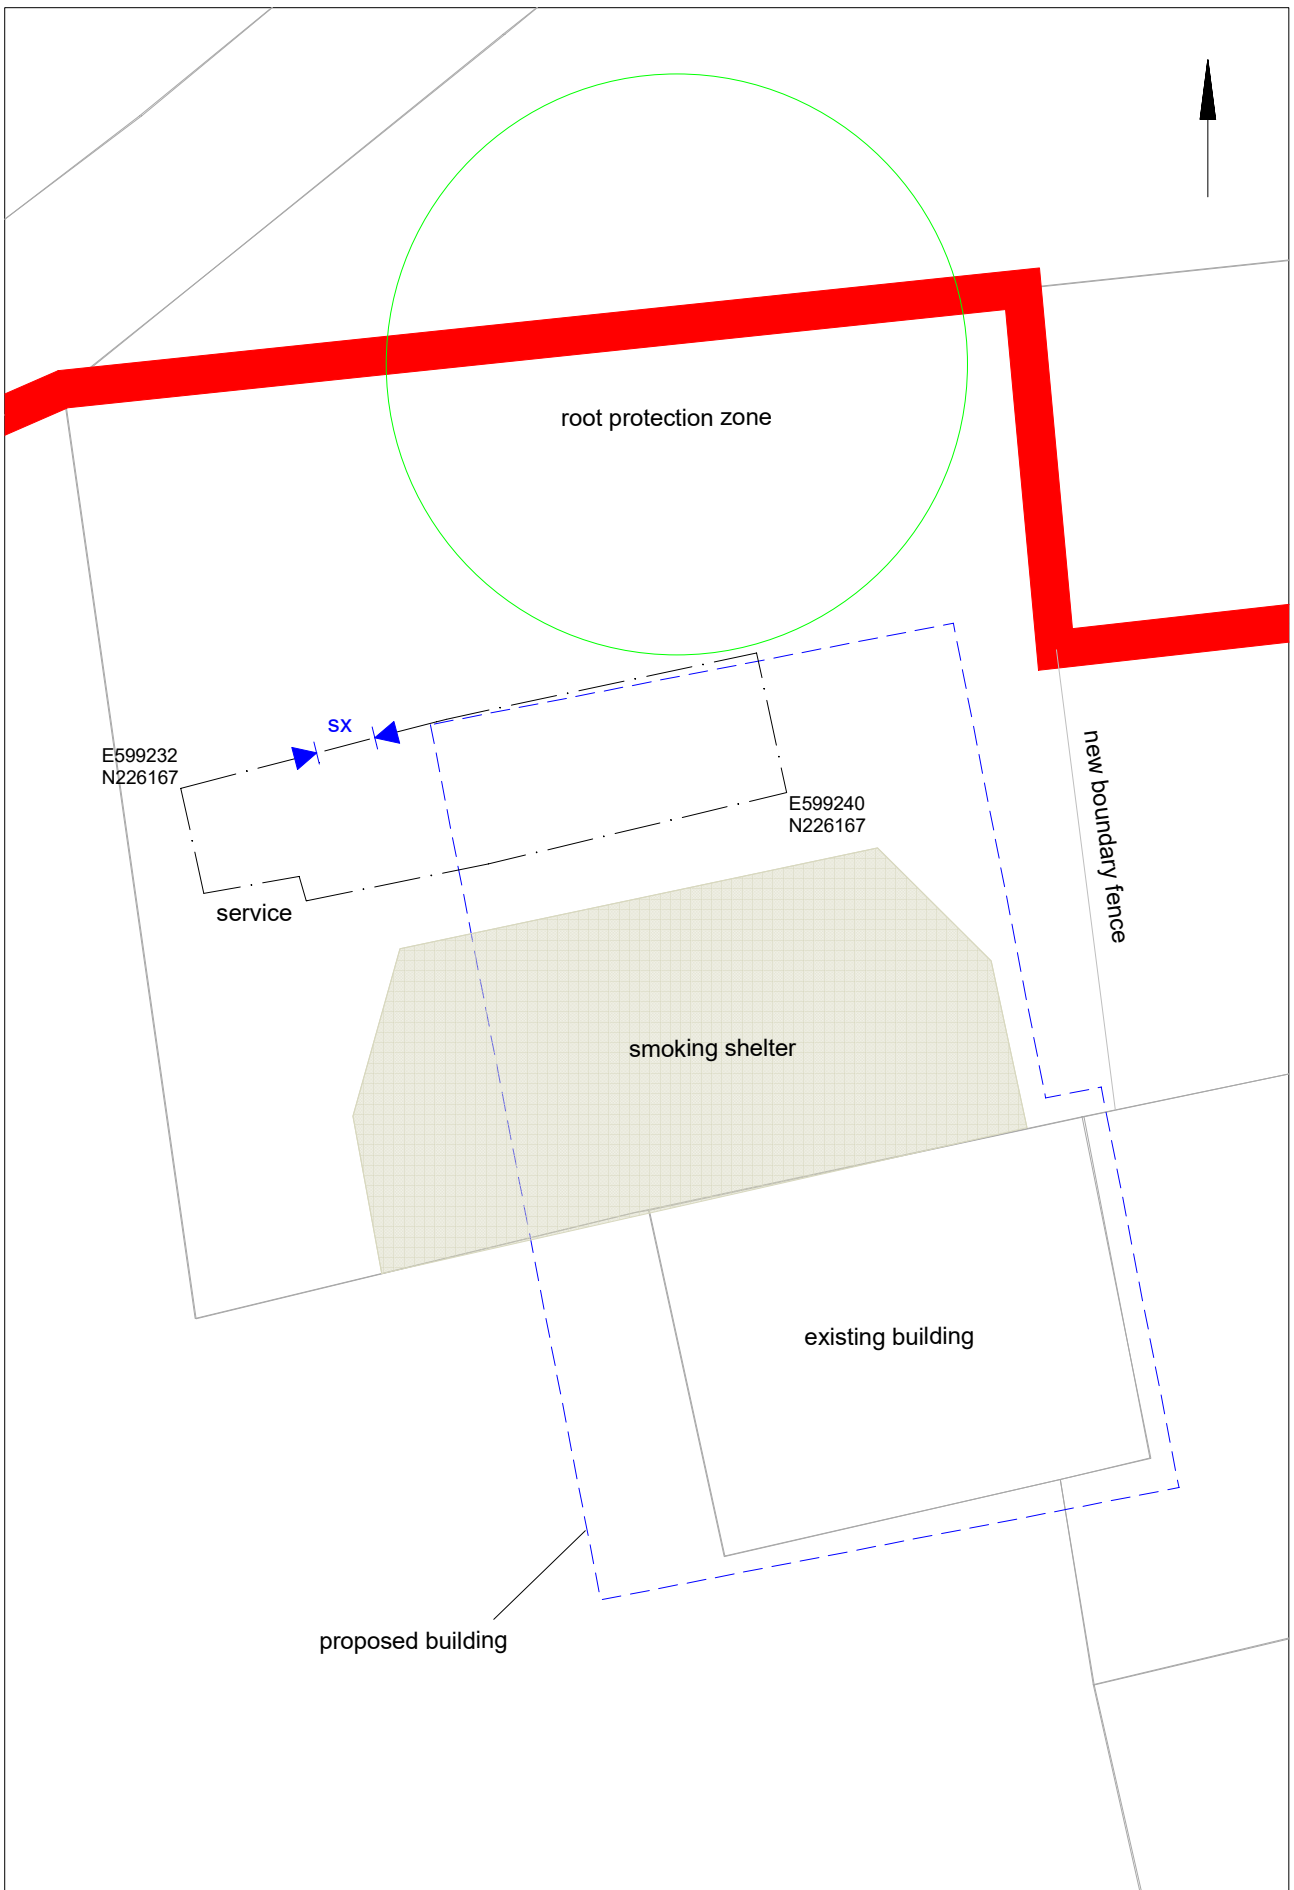 root protection zone
sx
E599232
N226167
new boundary fence
E599240
N226167
service
smoking shelter
existing building
proposed building